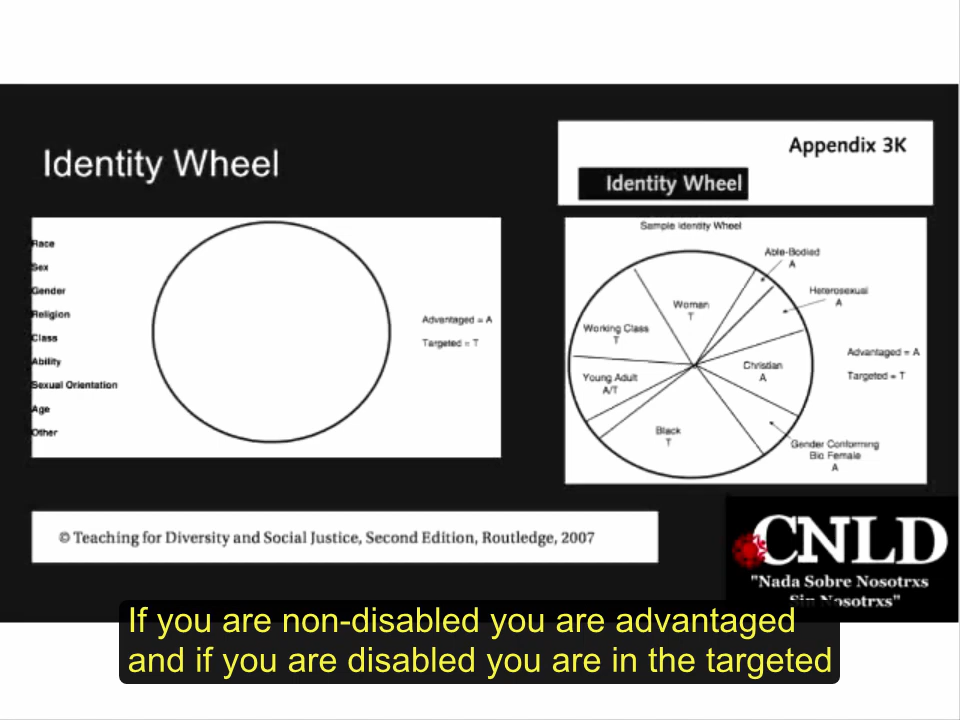 Identity Wheel
Race
Sex
Gender
Religion
Class
Ability
Sexual Orientation
Age
Other
Advantaged = A
Targeted = T
Appendix 3K
Identity Wheel
Sample Identity Wheel
Able-Bodied
A
Heterosexual
A
Woman
T
Working Class
T
Christian
A
Advantaged = A
Targeted = T
Young Adult
A/T
Black
T
Gender Conforming
Bio Female
A
© Teaching for Diversity and Social Justice, Second Edition, Routledge, 2007
CNLD
"Nada Sobre Nosotrxs
Sin Nosotrxs"
If you are non-disabled you are advantaged
and if you are disabled you are in the targeted